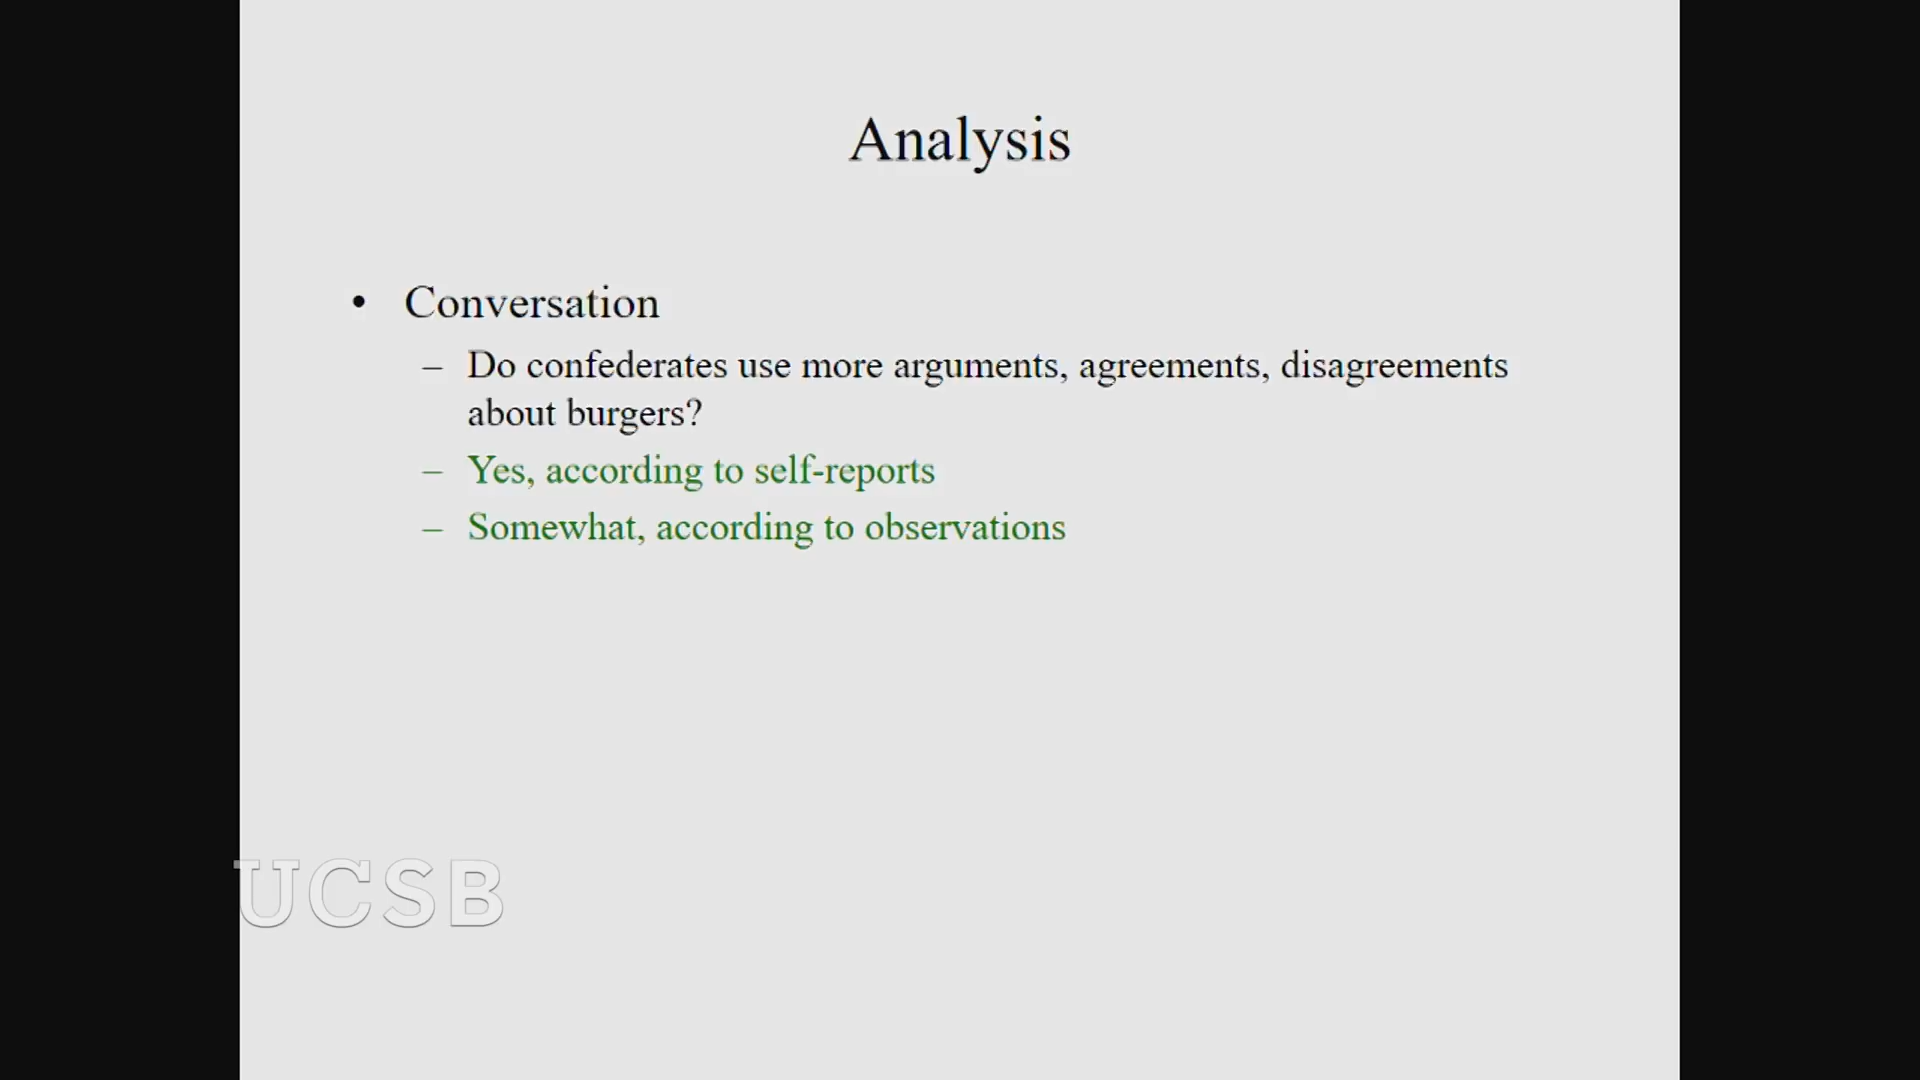 Analysis
• Conversation
– Do confederates use more arguments, agreements, disagreements
about burgers?
– Yes, according to self-reports
– Somewhat, according to observations
UCSB